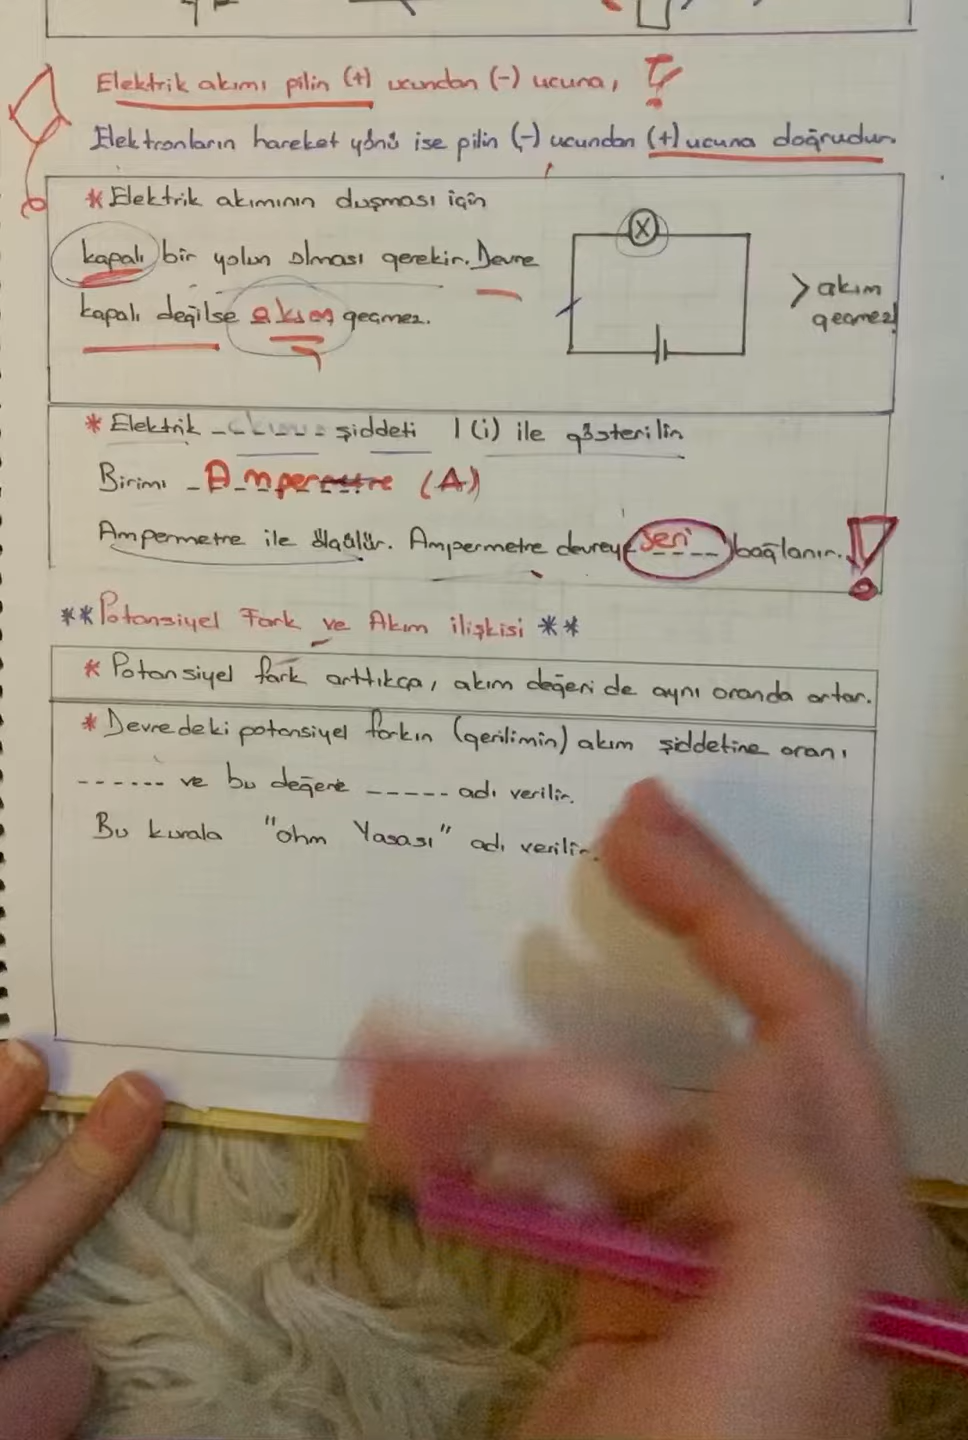 Elektrik akımı pilin (+) ucundan (-) ucuna,
Elektronların hareket yönü ise pilin (-) ucundan (+) ucuna doğrudur.
* Elektrik akımının duşması için
kapalı bir yolun olması gerekir. Devre
kapalı değilse akım geçmez.
X
> akım
geçmez!
* Elektrik akımı şiddeti I (i) ile gösterilir
Birimi Amper (A)
Ampermetre ile ölçülür. Ampermetre devreye seri bağlanır.
** Potansiyel Fark ve Akım ilişkisi **
* Potansiyel fark arttıkça, akım değeri de aynı oranda artar.
* Devredeki potansiyel farkın (gerilimin) akım şiddetine oranı
------ ve bu değere ----- adı verilir.
Bu kurala "ohm Yasası" adı verilir.